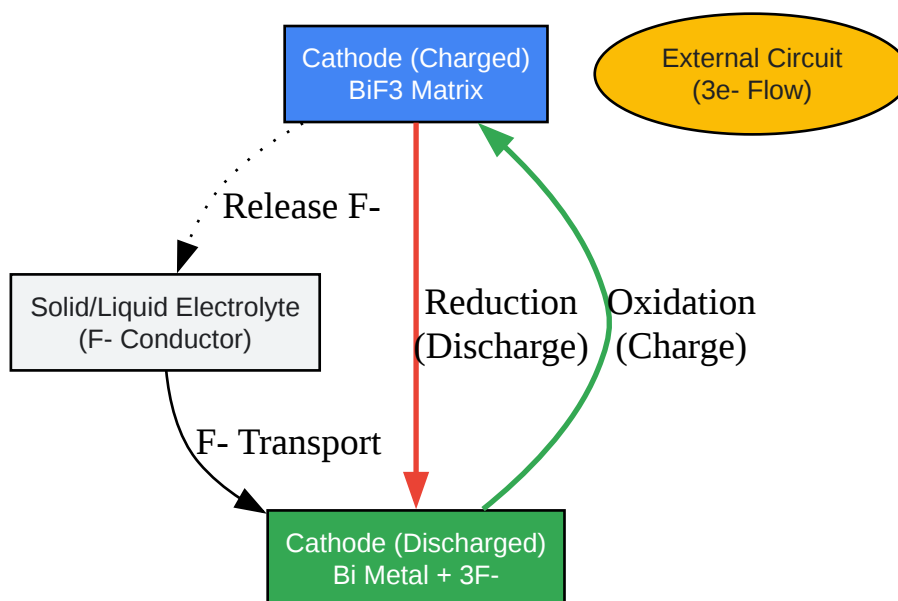 Cathode (Charged)
BiF3 Matrix
External Circuit
(3e- Flow)
Release F-
Solid/Liquid Electrolyte
(F- Conductor)
Reduction
(Discharge)
Oxidation
(Charge)
F- Transport
Cathode (Discharged)
Bi Metal + 3F-